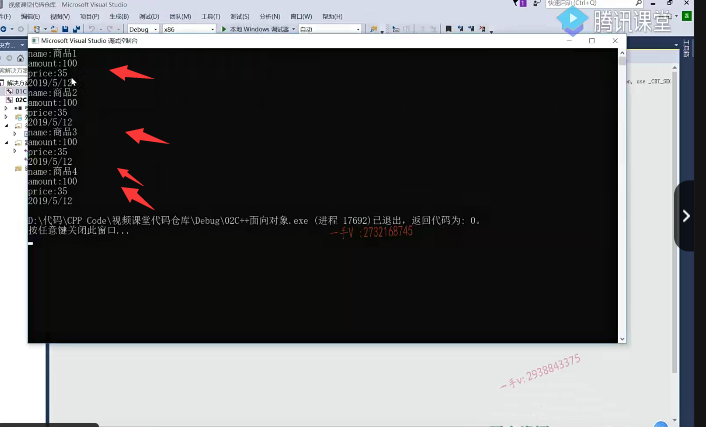 视频课堂代码仓库 - Microsoft Visual Studio
快速启动(Ctrl+Q)
编辑(E) 视图(V) 项目(P) 生成(B) 调试(D) 团队(M) 工具(T) 测试(S) 分析(N) 窗口(W) 帮助(H)
腾讯课堂
Debug x86 本地 Windows 调试器 自动
Microsoft Visual Studio 调试控制台
name:商品1
amount:100
price:35
2019/5/12
name:商品2
amount:100
price:35
2019/5/12
name:商品3
amount:100
price:35
2019/5/12
name:商品4
amount:100
price:35
2019/5/12
D:\代码\CPP Code\视频课堂代码仓库\Debug\02C++面向对象.exe (进程 17692)已退出，返回代码为: 0。
按任意键关闭此窗口...
一手V :2732168745
一手v: 2938843375